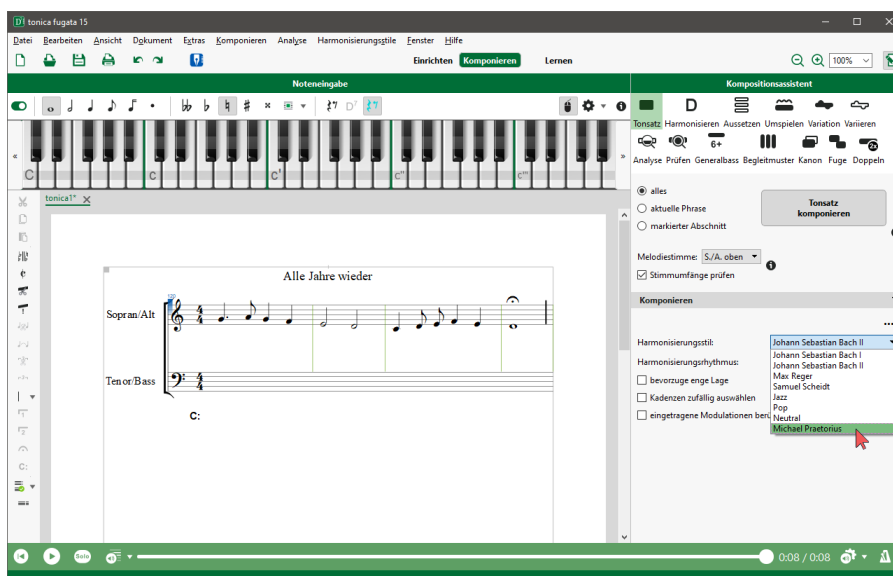 tonica fugata 15
Datei Bearbeiten Ansicht Dokument Extras Komponieren Analyse Harmonisierungsstile Fenster Hilfe
Einrichten Komponieren Lernen 100%
Noteneingabe Kompositionsassistent
D7
Tonsatz Harmonisieren Aussetzen Umspielen Variation Variieren
6+ 2x
Analyse Prüfen Generalbass Begleitmuster Kanon Fuge Doppeln
C c c' c'' c'''
tonica1* X
alles
aktuelle Phrase
markierter Abschnitt
Tonsatz
komponieren
Melodiestimme: S./A. oben
Stimmumfänge prüfen
Komponieren
Alle Jahre wieder
120
Sopran/Alt
Tenor/Bass
C:
Harmonisierungsstil: Johann Sebastian Bach II
Harmonisierungsrhythmus:
bevorzuge enge Lage
Kadenzen zufällig auswählen
eingetragene Modulationen berü
Johann Sebastian Bach I
Johann Sebastian Bach II
Max Reger
Samuel Scheidt
Jazz
Pop
Neutral
Michael Praetorius
C:
Solo
0:08 / 0:08